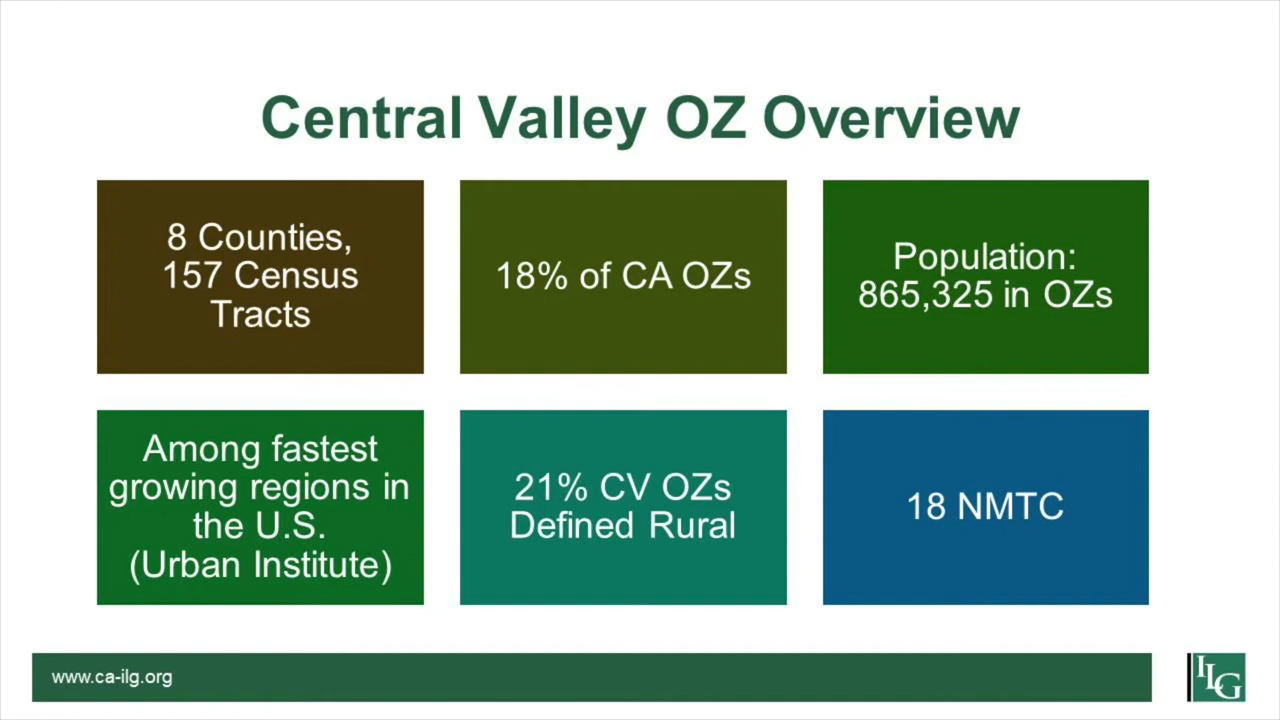 Central Valley OZ Overview
8 Counties,
157 Census
Tracts
18% of CA OZs
Population:
865,325 in OZs
Among fastest
growing regions in
the U.S.
(Urban Institute)
21% CV OZs
Defined Rural
18 NMTC
www.ca-ilg.org
ILG